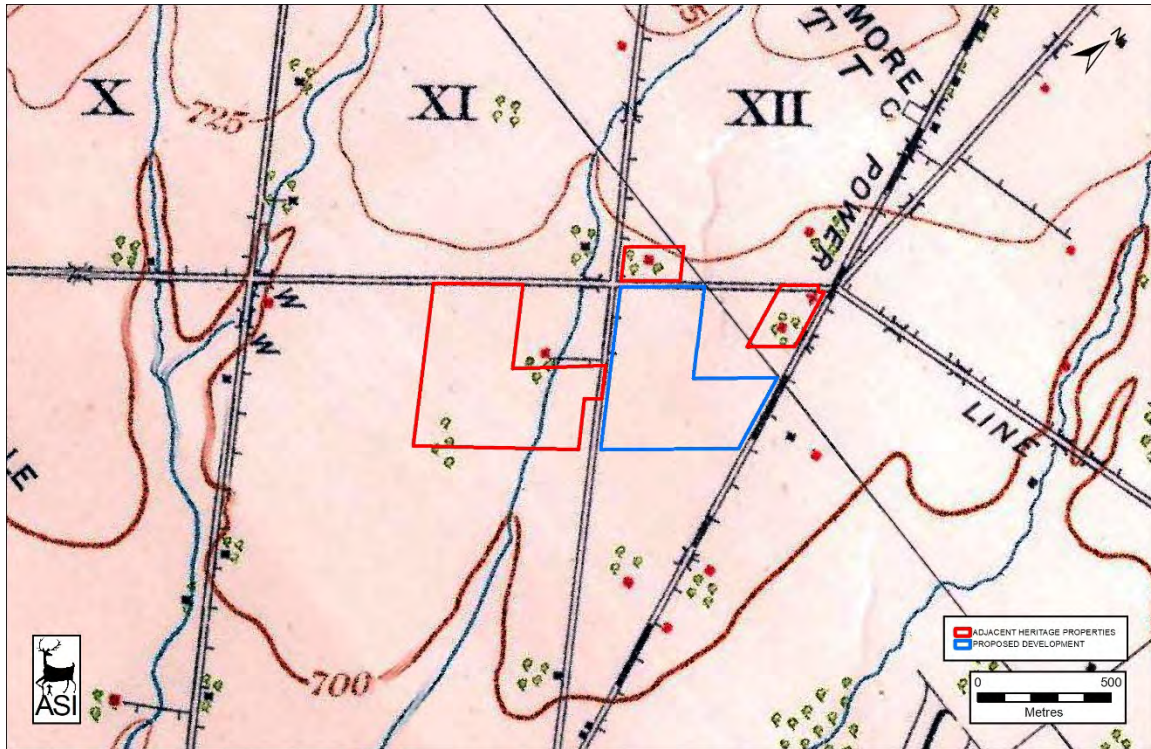 X
725
XI
XII
MORE
T T C
POWER
LINE
N
W
W
LE
700
ASI
ADJACENT HERITAGE PROPERTIES
PROPOSED DEVELOPMENT
0 500
Metres